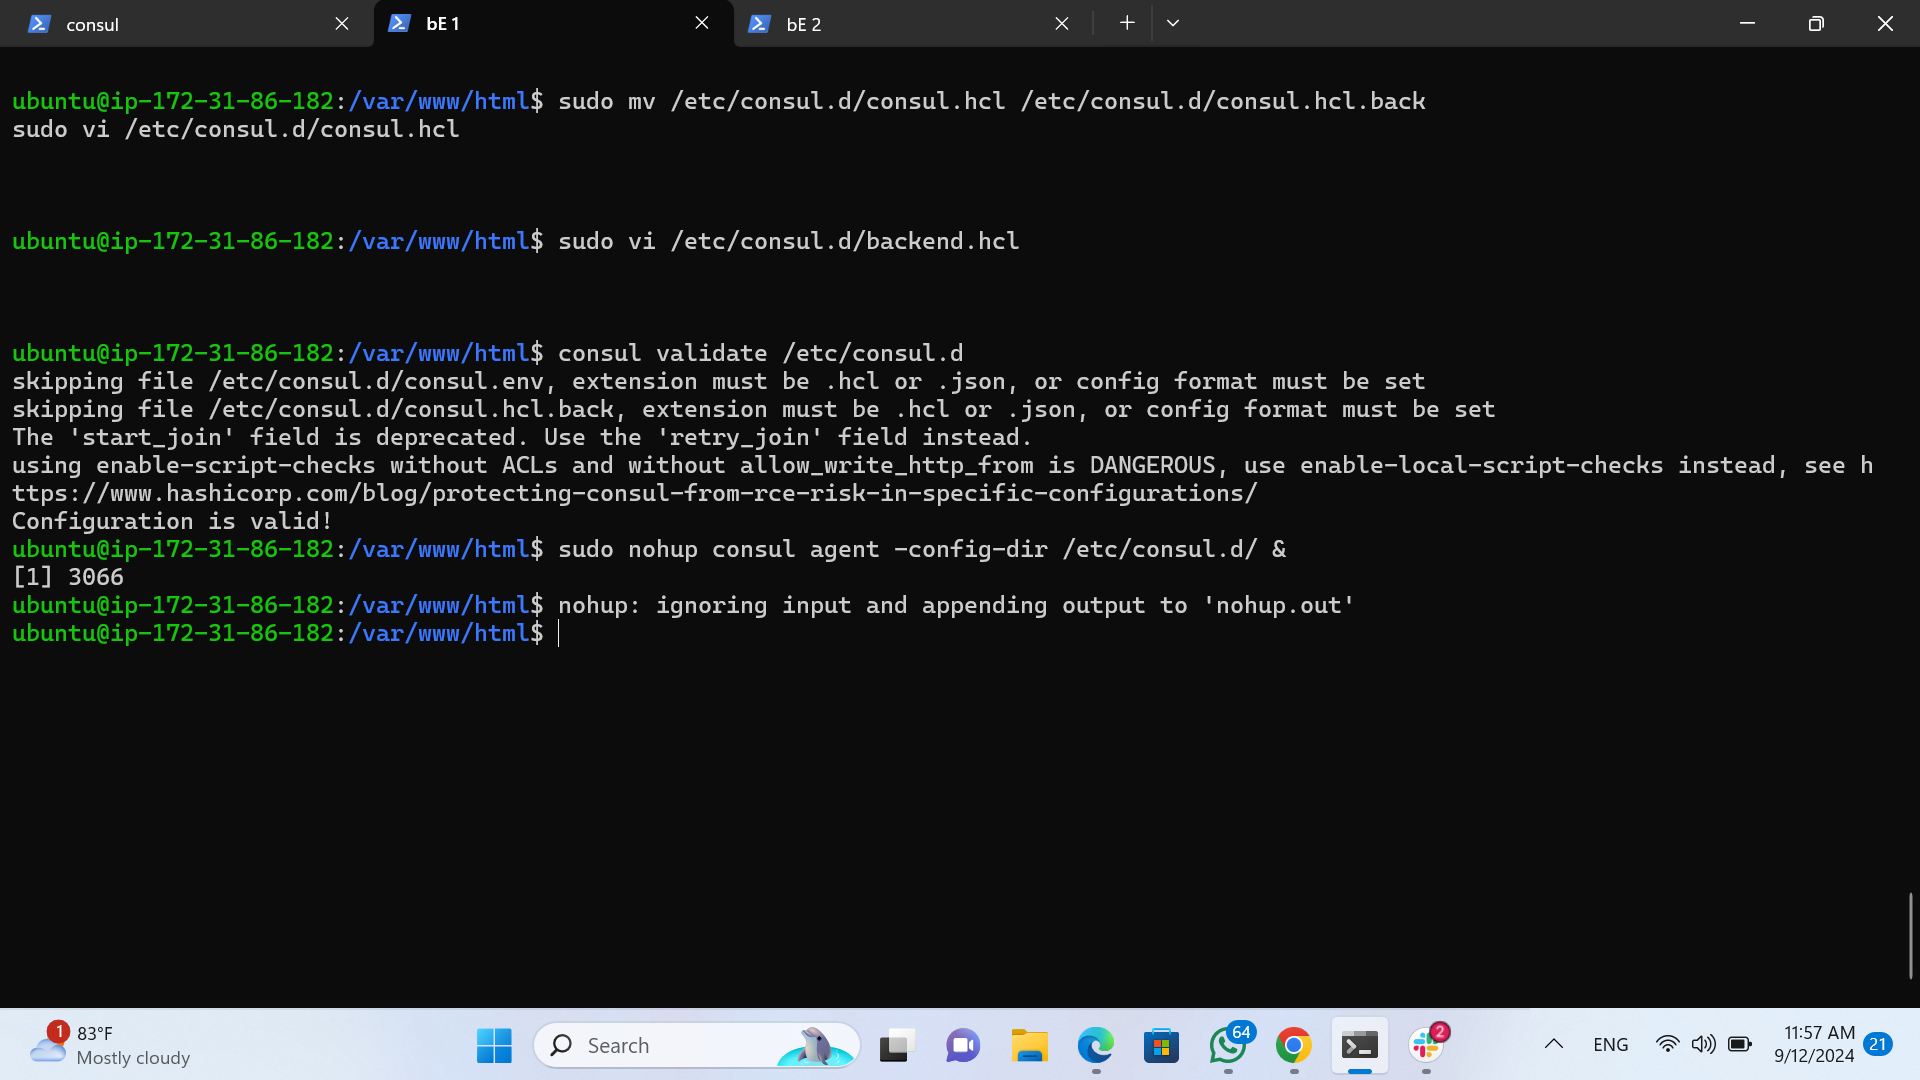 consul
bE 1
bE 2
ubuntu@ip-172-31-86-182:/var/www/html$ sudo mv /etc/consul.d/consul.hcl /etc/consul.d/consul.hcl.back
sudo vi /etc/consul.d/consul.hcl
ubuntu@ip-172-31-86-182:/var/www/html$ sudo vi /etc/consul.d/backend.hcl
ubuntu@ip-172-31-86-182:/var/www/html$ consul validate /etc/consul.d
skipping file /etc/consul.d/consul.env, extension must be .hcl or .json, or config format must be set
skipping file /etc/consul.d/consul.hcl.back, extension must be .hcl or .json, or config format must be set
The 'start_join' field is deprecated. Use the 'retry_join' field instead.
using enable-script-checks without ACLs and without allow_write_http_from is DANGEROUS, use enable-local-script-checks instead, see h
ttps://www.hashicorp.com/blog/protecting-consul-from-rce-risk-in-specific-configurations/
Configuration is valid!
ubuntu@ip-172-31-86-182:/var/www/html$ sudo nohup consul agent -config-dir /etc/consul.d/ &
[1] 3066
ubuntu@ip-172-31-86-182:/var/www/html$ nohup: ignoring input and appending output to 'nohup.out'
ubuntu@ip-172-31-86-182:/var/www/html$
1
83°F
Mostly cloudy
Search
64
2
ENG
11:57 AM
9/12/2024
21